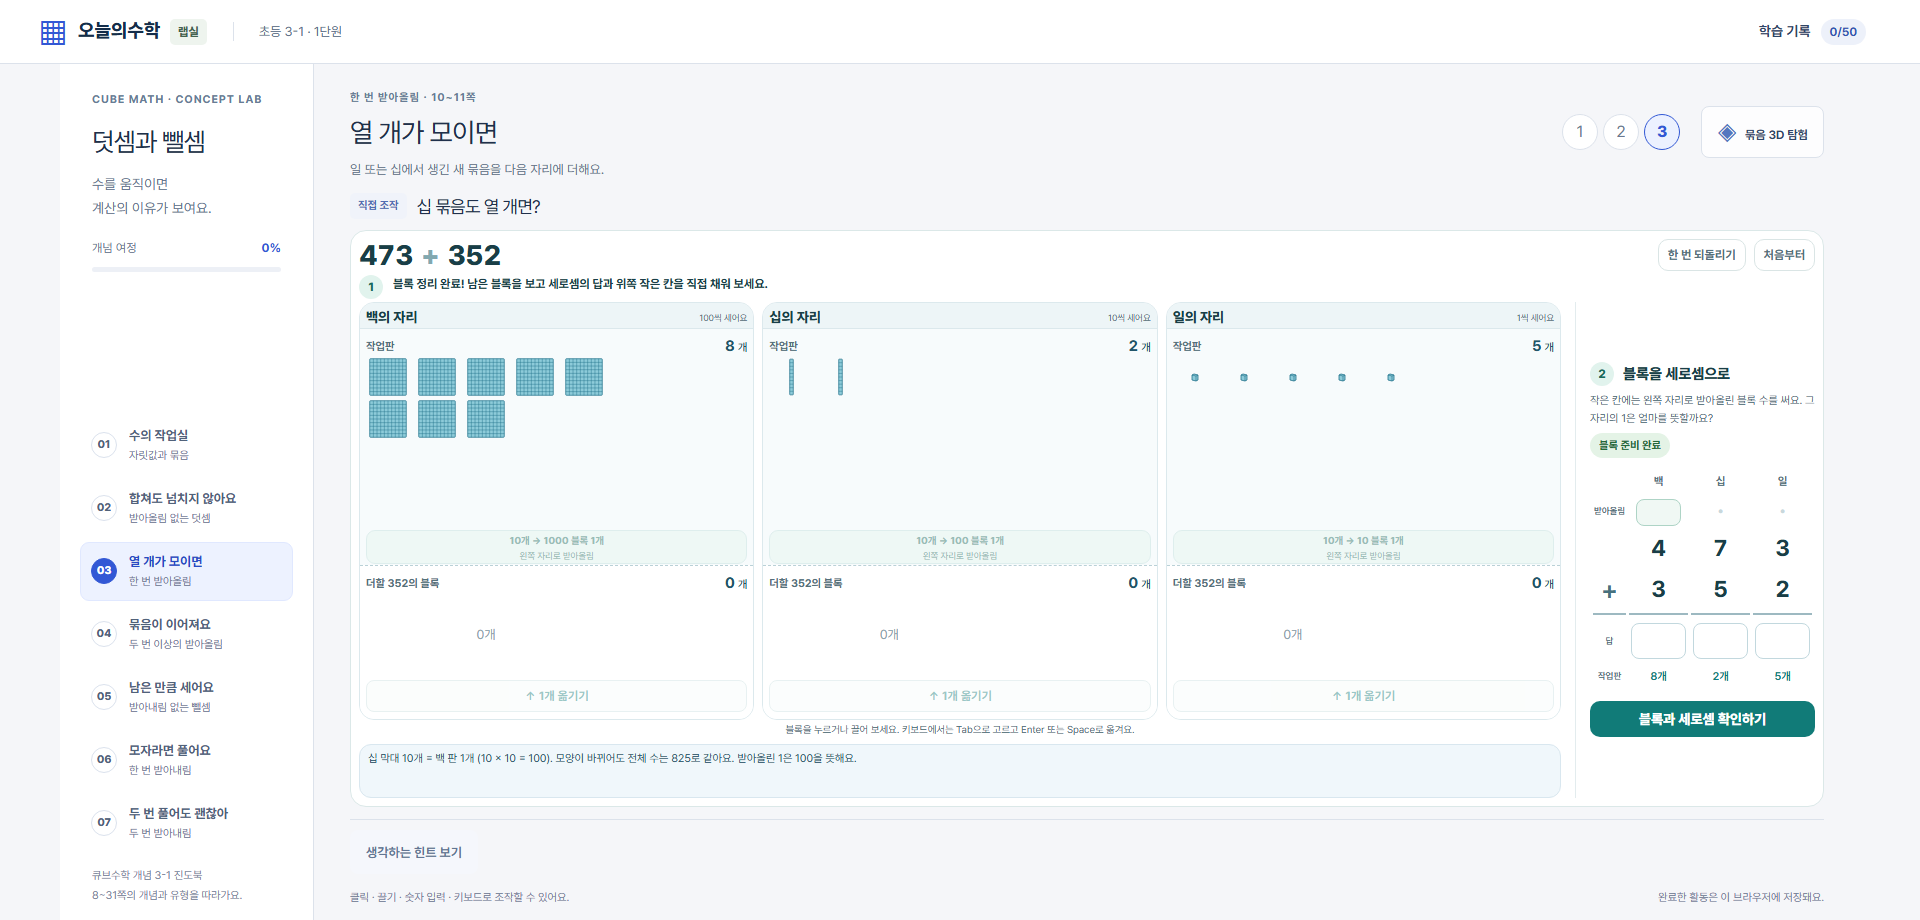 오늘의수학 랩실 초등 3-1 · 1단원 학습 기록 0/50
CUBE MATH · CONCEPT LAB
덧셈과 뺄셈
수를 움직이면
계산의 이유가 보여요.
개념 여정 0%
01 수의 작업실
자릿값과 묶음
02 합쳐도 넘치지 않아요
받아올림 없는 덧셈
03 열 개가 모이면
한 번 받아올림
04 묶음이 이어져요
두 번 이상의 받아올림
05 남은 만큼 세어요
받아내림 없는 뺄셈
06 모자라면 풀어요
한 번 받아내림
07 두 번 풀어도 괜찮아
두 번 받아내림
큐브수학 개념 3-1 진도북
8~31쪽의 개념과 유형을 따라가요.
한 번 받아올림 · 10~11쪽
열 개가 모이면
일 또는 십에서 생긴 새 묶음을 다음 자리에 더해요.
1 2 3 묶음 3D 탐험
직접 조작 십 묶음도 열 개면?
473 + 352
한 번 되돌리기 처음부터
1 블록 정리 완료! 남은 블록을 보고 세로셈의 답과 위쪽 작은 칸을 직접 채워 보세요.
백의 자리 100씩 세어요
작업판 8 개
10개 → 1000 블록 1개
왼쪽 자리로 받아올림
더할 352의 블록 0 개
0개
↑ 1개 옮기기
십의 자리 10씩 세어요
작업판 2 개
10개 → 100 블록 1개
왼쪽 자리로 받아올림
더할 352의 블록 0 개
0개
↑ 1개 옮기기
일의 자리 1씩 세어요
작업판 5 개
10개 → 10 블록 1개
왼쪽 자리로 받아올림
더할 352의 블록 0 개
0개
↑ 1개 옮기기
블록을 누르거나 끌어 보세요. 키보드에서는 Tab으로 고르고 Enter 또는 Space로 옮겨요.
십 막대 10개 = 백 판 1개 (10 × 10 = 100). 모양이 바뀌어도 전체 수는 825로 같아요. 받아올린 1은 100을 뜻해요.
2 블록을 세로셈으로
작은 칸에는 왼쪽 자리로 받아올린 블록 수를 써요. 그
자리의 1은 얼마를 뜻할까요?
블록 준비 완료
백 십 일
받아올림
4 7 3
+ 3 5 2
답
작업판 8개 2개 5개
블록과 세로셈 확인하기
생각하는 힌트 보기
클릭 · 끌기 · 숫자 입력 · 키보드로 조작할 수 있어요.
완료한 활동은 이 브라우저에 저장돼요.